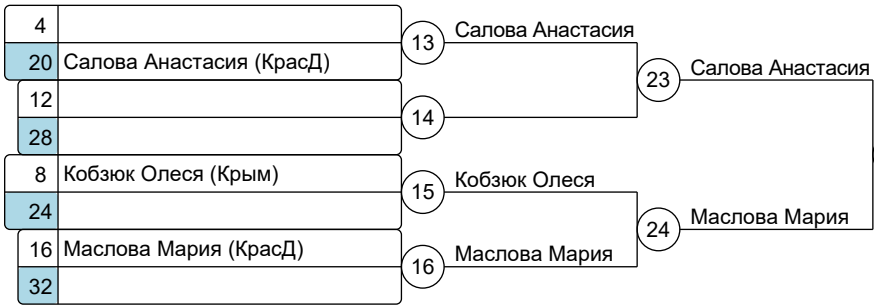 4
13
Салова Анастасия
20 Салова Анастасия (КрасД)
23
Салова Анастасия
12
14
28
8 Кобзюк Олеся (Крым)
15
Кобзюк Олеся
24
24
Маслова Мария
16 Маслова Мария (КрасД)
16
Маслова Мария
32